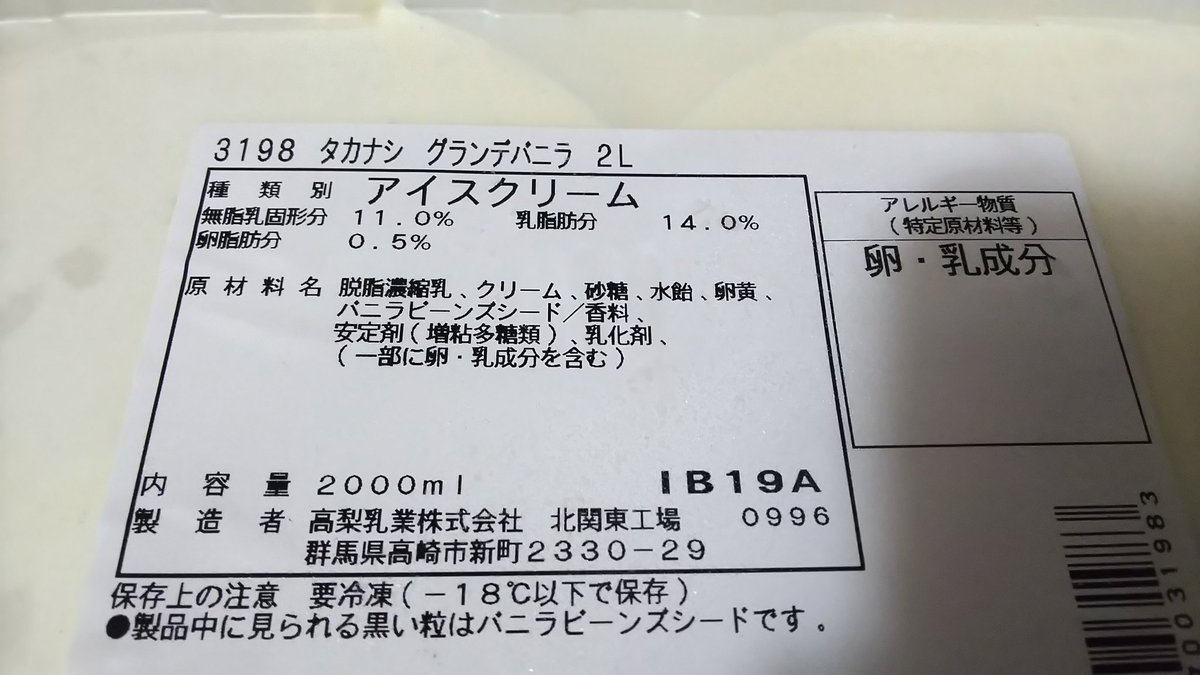 3198 タカナシ グランデバニラ 2L
種類別 アイスクリーム
無脂乳固形分 11.0% 乳脂肪分 14.0%
卵脂肪分 0.5%
原材料名 脱脂濃縮乳、クリーム、砂糖、水飴、卵黄、
バニラビーンズシード/香料、
安定剤(増粘多糖類)、乳化剤、
(一部に卵・乳成分を含む)
内容量 2000ml IB19A
製造者 高梨乳業株式会社 北関東工場 0996
群馬県高崎市新町2330-29
保存上の注意 要冷凍(-18℃以下で保存)
●製品中に見られる黒い粒はバニラビーンズシードです。
アレルギー物質
(特定原材料等)
卵・乳成分
70031983